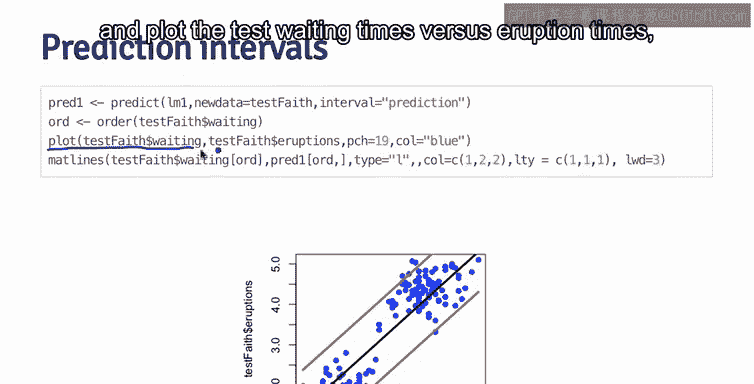 and plot the test waiting times versus eruption times,
Prediction intervals
pred1 <- predict(lm1,newdata=testFaith,interval="prediction")
ord <- order(testFaith$waiting)
plot(testFaith$waiting,testFaith$eruptions,pch=19,col="blue")
matlines(testFaith$waiting[ord],pred1[ord,],type="l",,col=c(1,2,2),lty = c(1,1,1), lwd=3)
testFaith$eruptions
5.0
4.0
3.0